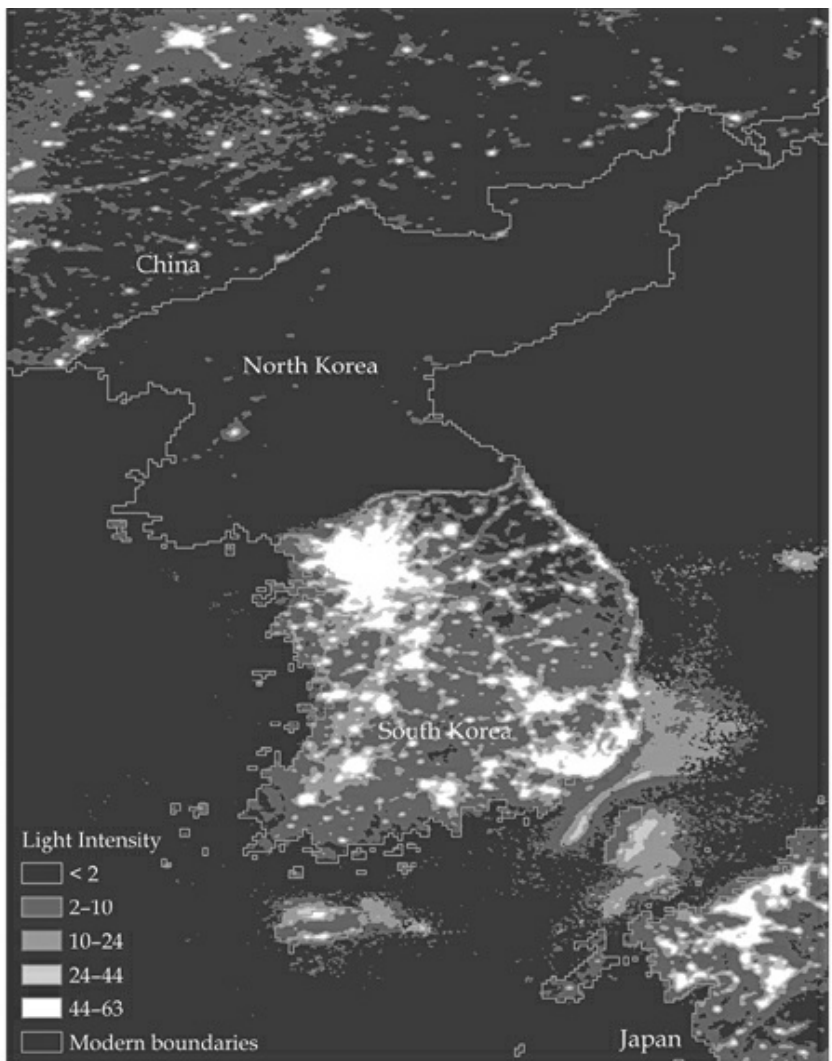 China
North Korea
South Korea
Light Intensity
< 2
2–10
10–24
24–44
44–63
Modern boundaries
Japan